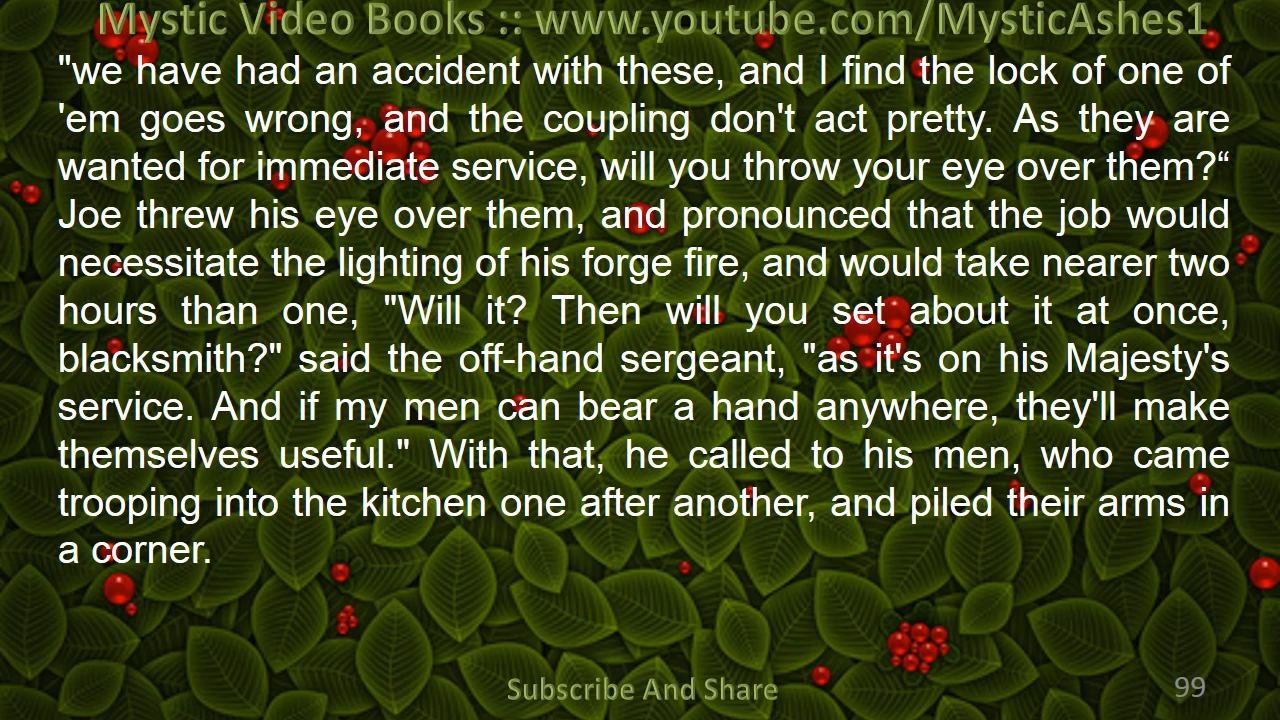 Mystic Video Books :: www.youtube.com/MysticAshes1
"we have had an accident with these, and I find the lock of one of
'em goes wrong, and the coupling don't act pretty. As they are
wanted for immediate service, will you throw your eye over them?“
Joe threw his eye over them, and pronounced that the job would
necessitate the lighting of his forge fire, and would take nearer two
hours than one, "Will it? Then will you set about it at once,
blacksmith?" said the off-hand sergeant, "as it's on his Majesty's
service. And if my men can bear a hand anywhere, they'll make
themselves useful." With that, he called to his men, who came
trooping into the kitchen one after another, and piled their arms in
a corner.
Subscribe And Share
99